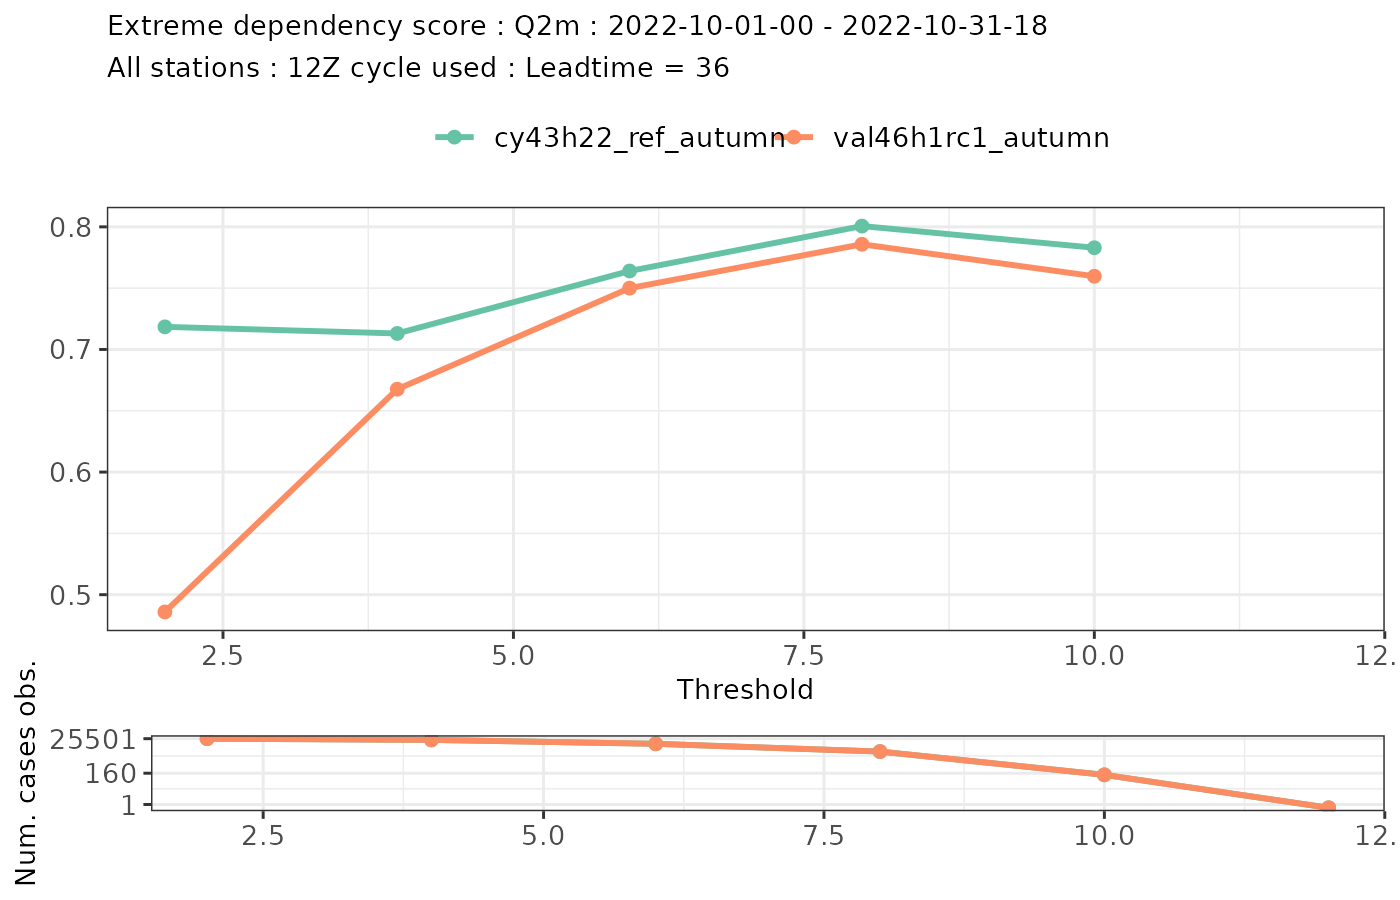 Extreme dependency score : Q2m : 2022-10-01-00 - 2022-10-31-18
All stations : 12Z cycle used : Leadtime = 36
cy43h22_ref_autumn val46h1rc1_autumn
0.8
0.7
0.6
0.5
2.5 5.0 7.5 10.0 12.
Threshold
Num. cases obs.
25501
160
1
2.5 5.0 7.5 10.0 12.